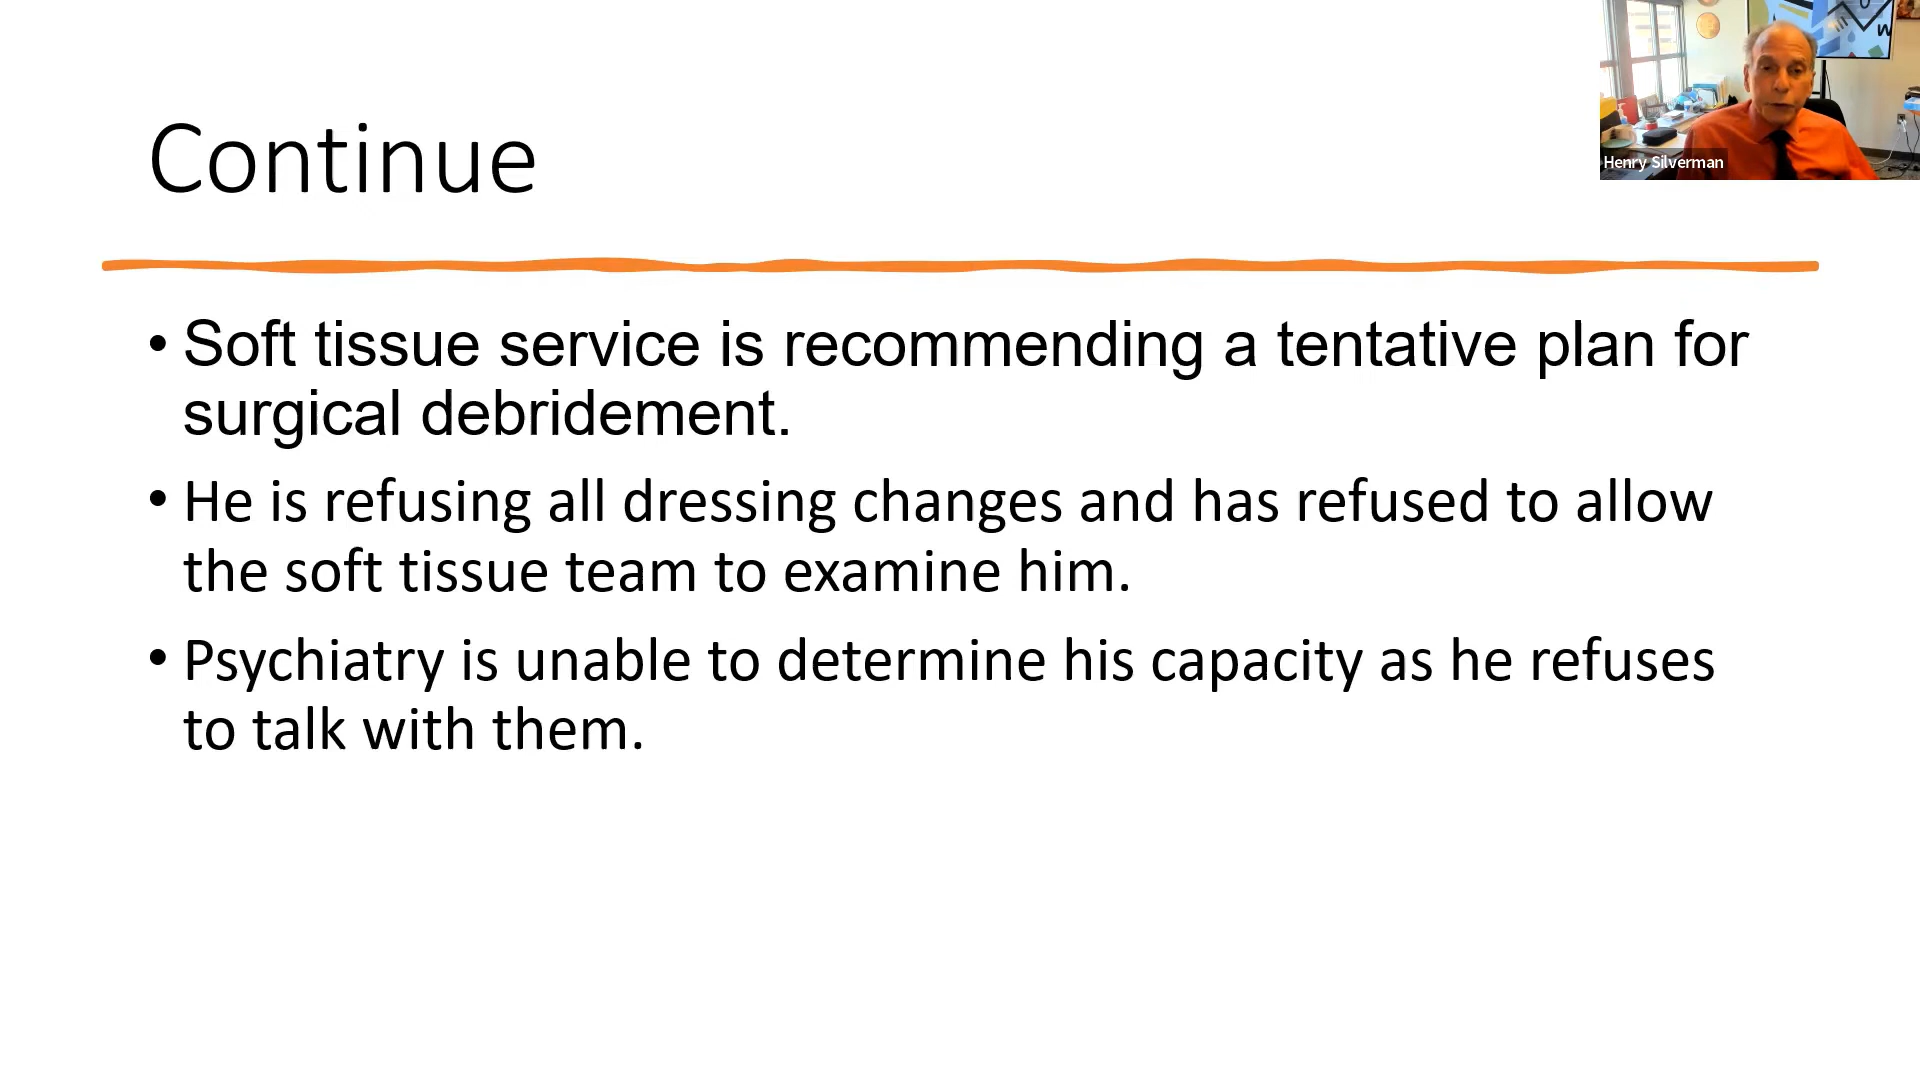 Continue
• Soft tissue service is recommending a tentative plan for
surgical debridement.
• He is refusing all dressing changes and has refused to allow
the soft tissue team to examine him.
• Psychiatry is unable to determine his capacity as he refuses
to talk with them.
Henry Silverman